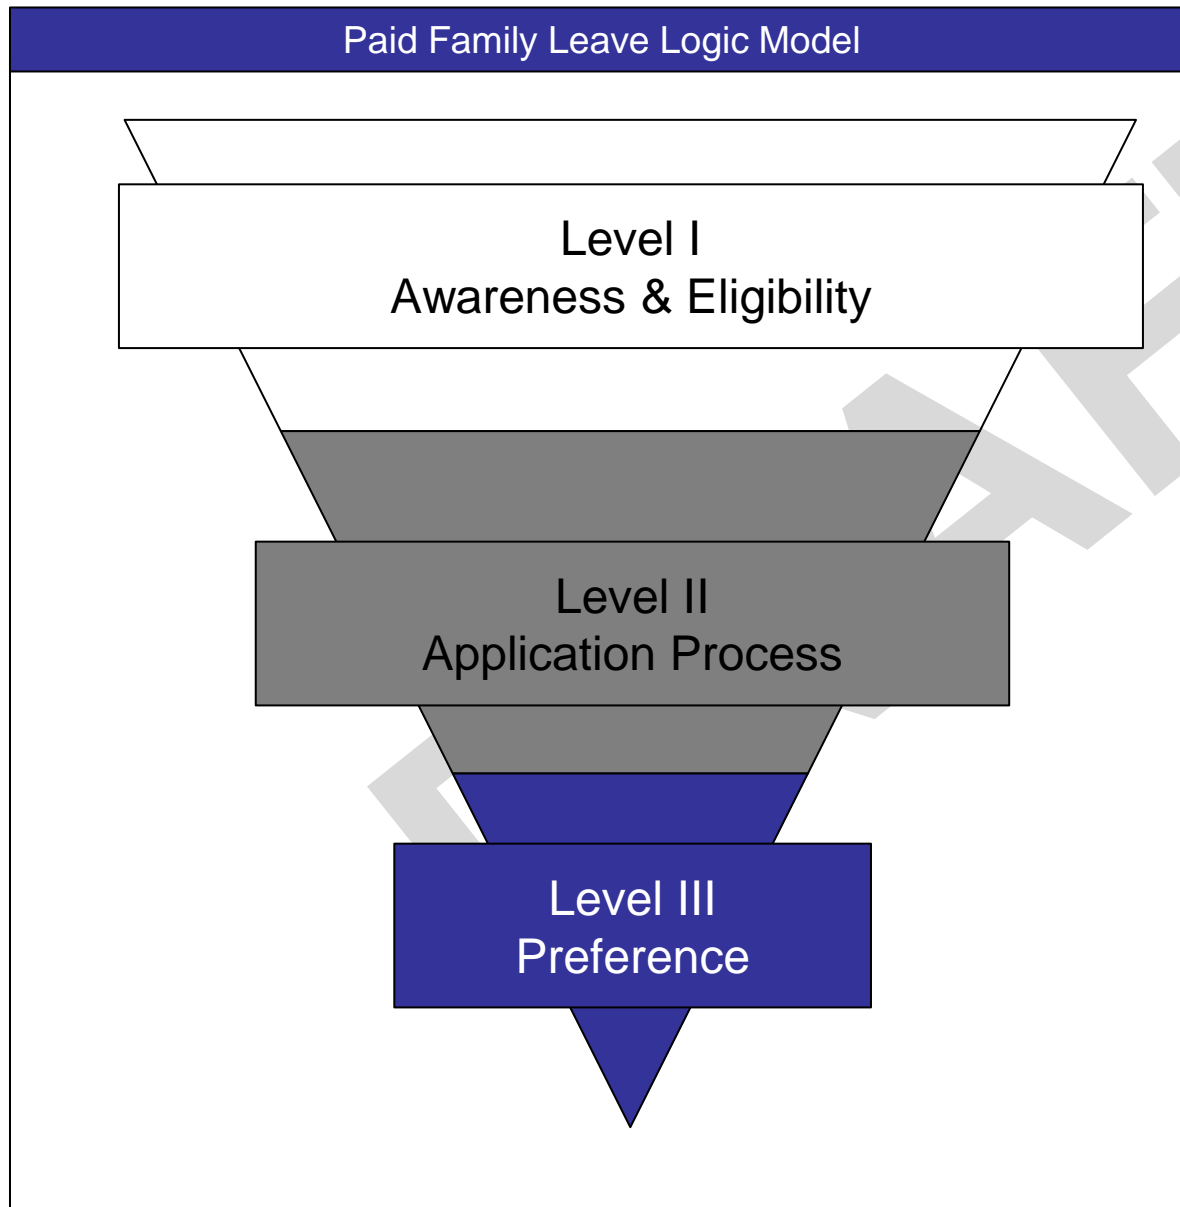 Paid Family Leave Logic Model
Level I
Awareness & Eligibility
Level II
Application Process
Level III
Preference